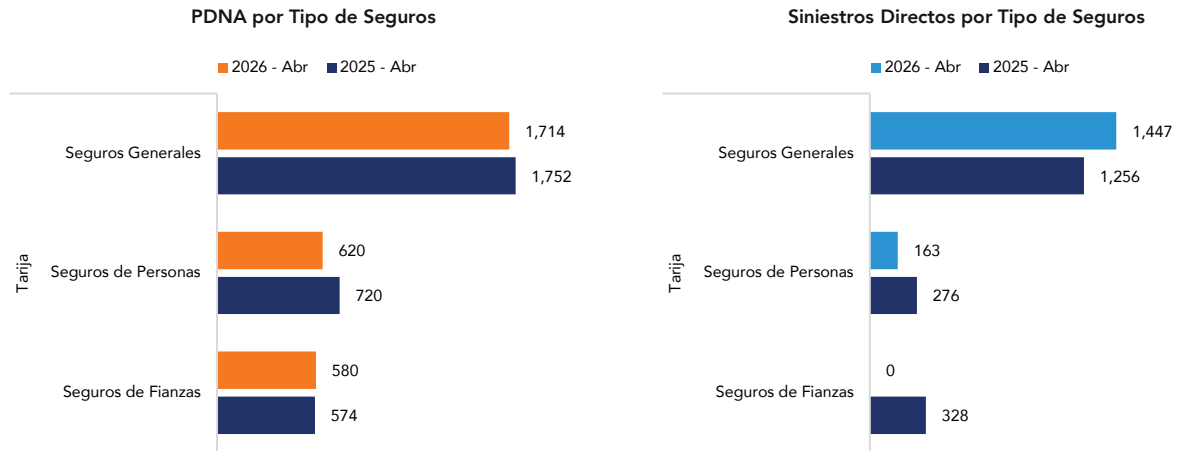 PDNA por Tipo de Seguros
2026 - Abr 2025 - Abr
Tarija
Seguros Generales
1,714
1,752
Seguros de Personas
620
720
Seguros de Fianzas
580
574
Siniestros Directos por Tipo de Seguros
2026 - Abr 2025 - Abr
Tarija
Seguros Generales
1,447
1,256
Seguros de Personas
163
276
Seguros de Fianzas
0
328